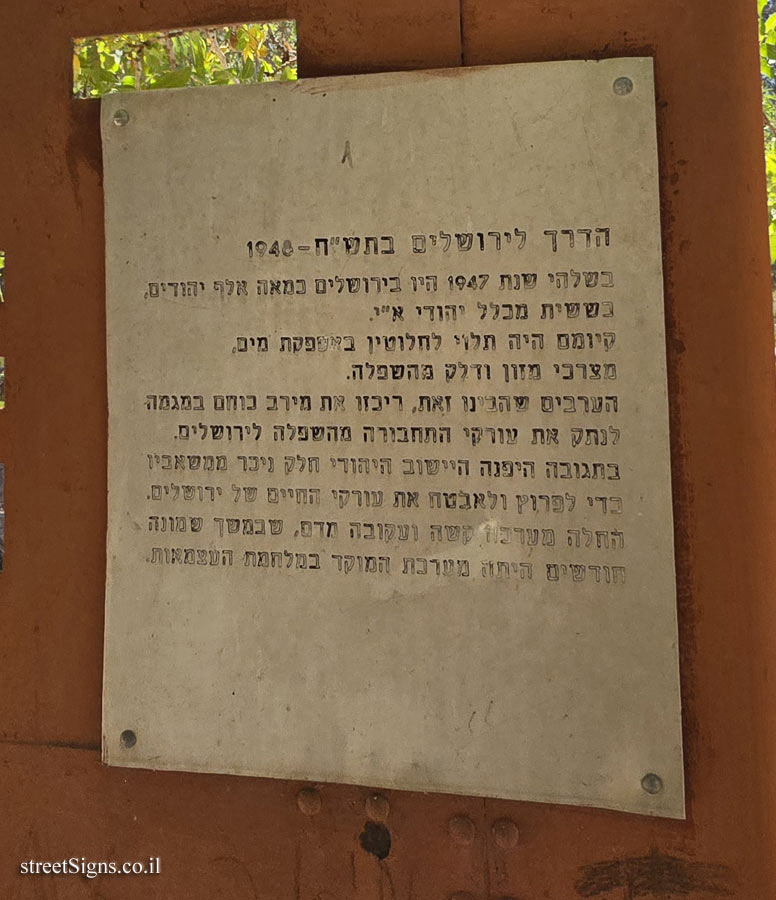 הדרך לירושלים בתש"ח - 1948
בשלהי שנת 1947 היו בירושלים כמאה אלף יהודים,
בששית מכלל יהודי א"י.
קיומם היה תלוי לחלוטין באספקת מים,
מצרכי מזון ודלק מהשפלה.
הערבים שהבינו זאת, ריכזו את מירב כוחם במגמה
לנתק את עורקי התחבורה מהשפלה לירושלים.
בתגובה היפנה היישוב היהודי חלק ניכר ממשאביו
כדי לפרוץ ולאבטח את עורקי החיים של ירושלים.
החלה מערכה קשה ועקובה מדם, שבמשך שמונה
חודשים היתה מערכת המוקד במלחמת העצמאות.
streetSigns.co.il